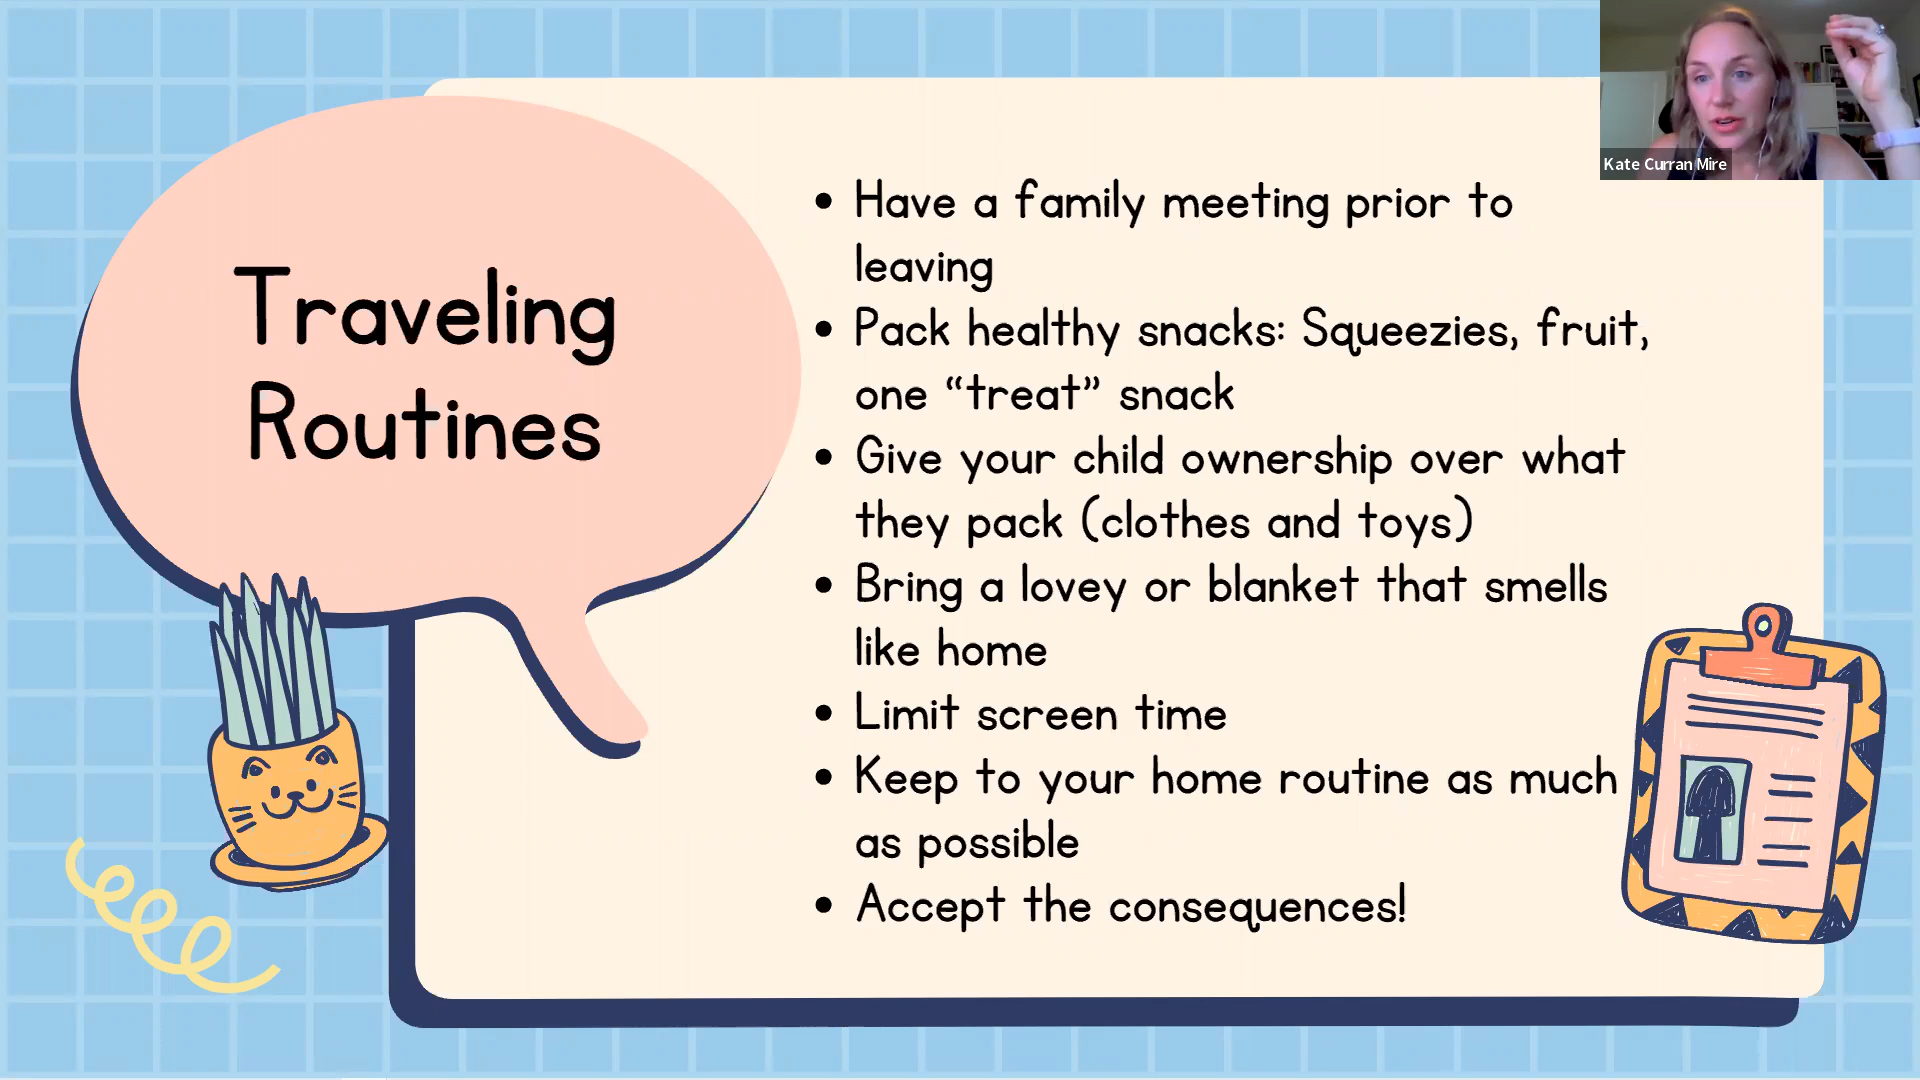 Kate Curran Mire
Traveling
Routines
• Have a family meeting prior to
leaving
• Pack healthy snacks: Squeezies, fruit,
one “treat” snack
• Give your child ownership over what
they pack (clothes and toys)
• Bring a lovey or blanket that smells
like home
• Limit screen time
• Keep to your home routine as much
as possible
• Accept the consequences!